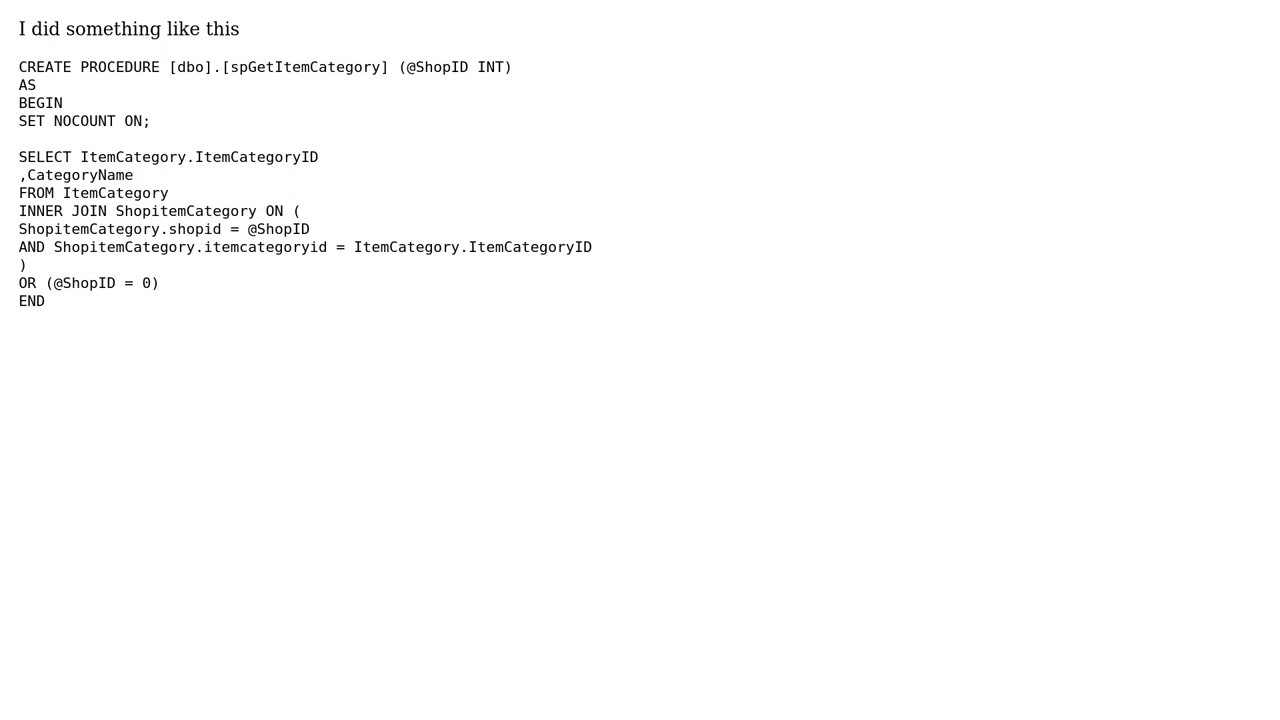 I did something like this
CREATE PROCEDURE [dbo].[spGetItemCategory] (@ShopID INT)
AS
BEGIN
SET NOCOUNT ON;
SELECT ItemCategory.ItemCategoryID
,CategoryName
FROM ItemCategory
INNER JOIN ShopitemCategory ON (
ShopitemCategory.shopid = @ShopID
AND ShopitemCategory.itemcategoryid = ItemCategory.ItemCategoryID
)
OR (@ShopID = 0)
END